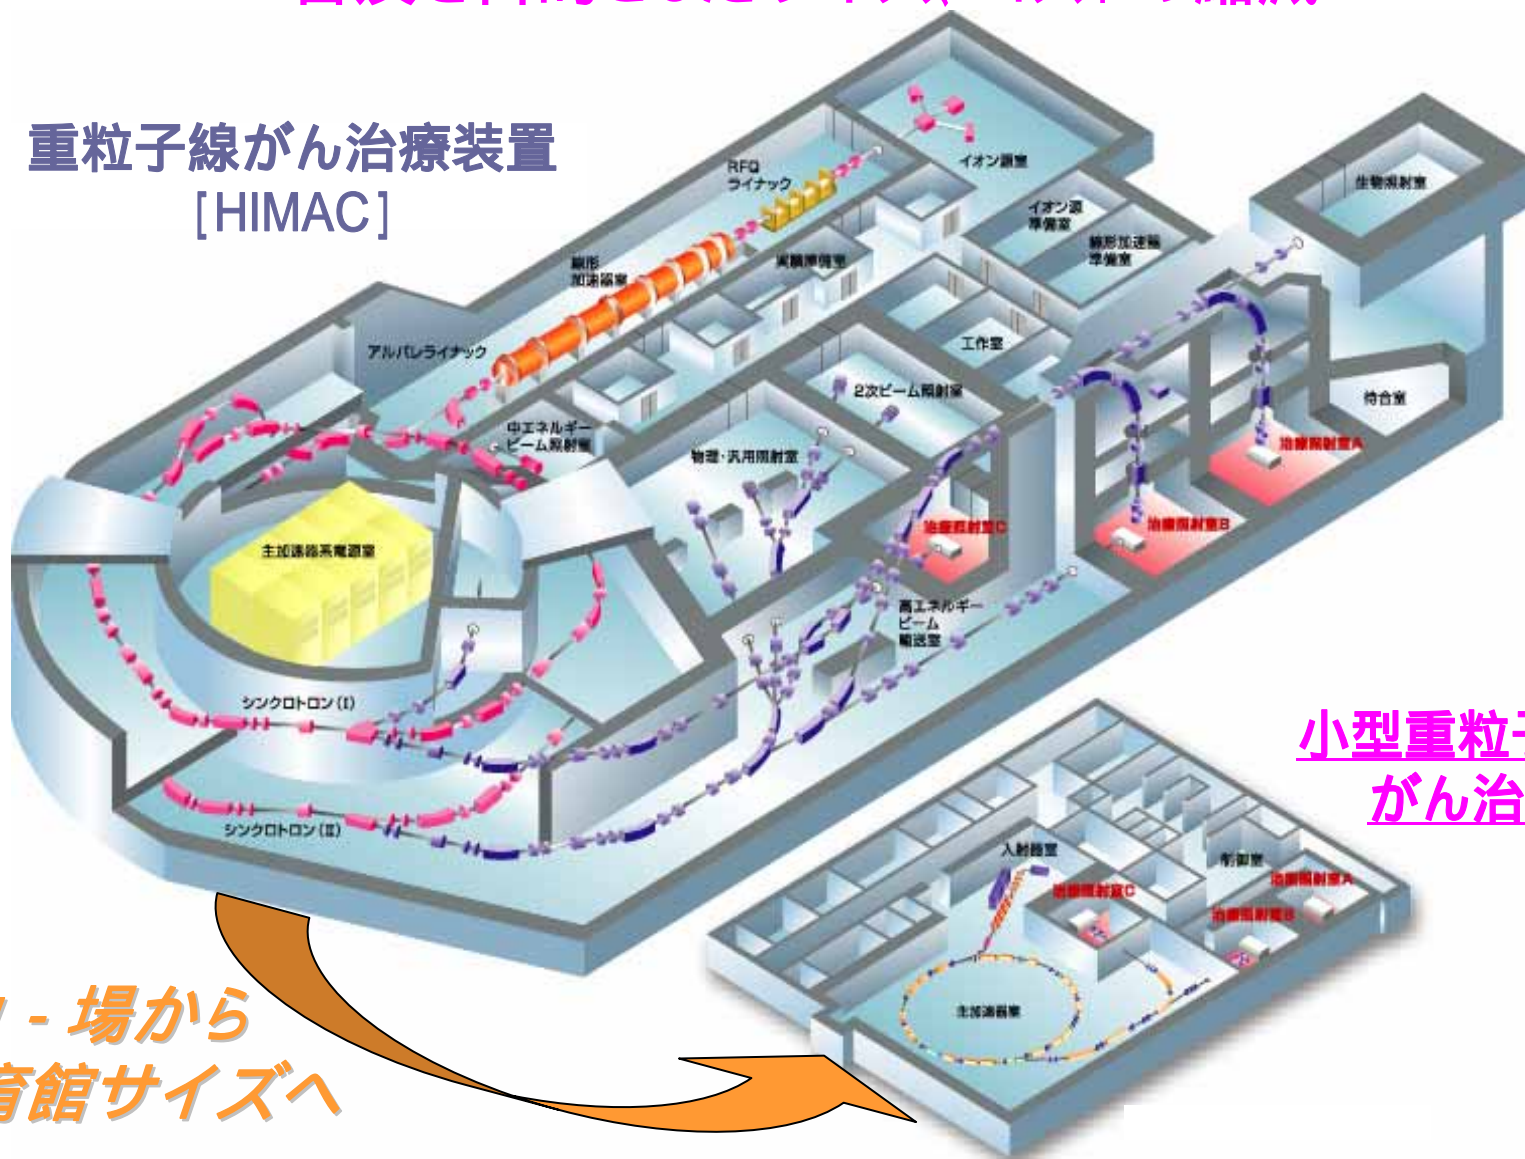 重粒子線がん治療装置
[HIMAC]
イオン源室
RFQ
ライナック
生物照射室
イオン源
準備室
線形加速器
準備室
実験準備室
線形
加速器室
アルバレライナック
工作室
2次ビーム照射室
待合室
中エネルギー
ビーム照射室
物理・汎用照射室
治療照射室A
治療照射室B
治療照射室C
主加速器系電源室
高エネルギー
ビーム
輸送室
シンクロトロン(I)
シンクロトロン(II)
小型重粒子
がん治
入射器室
制御室
治療照射室C
治療照射室A
治療照射室B
主加速器室
- 場から
育館サイズへ